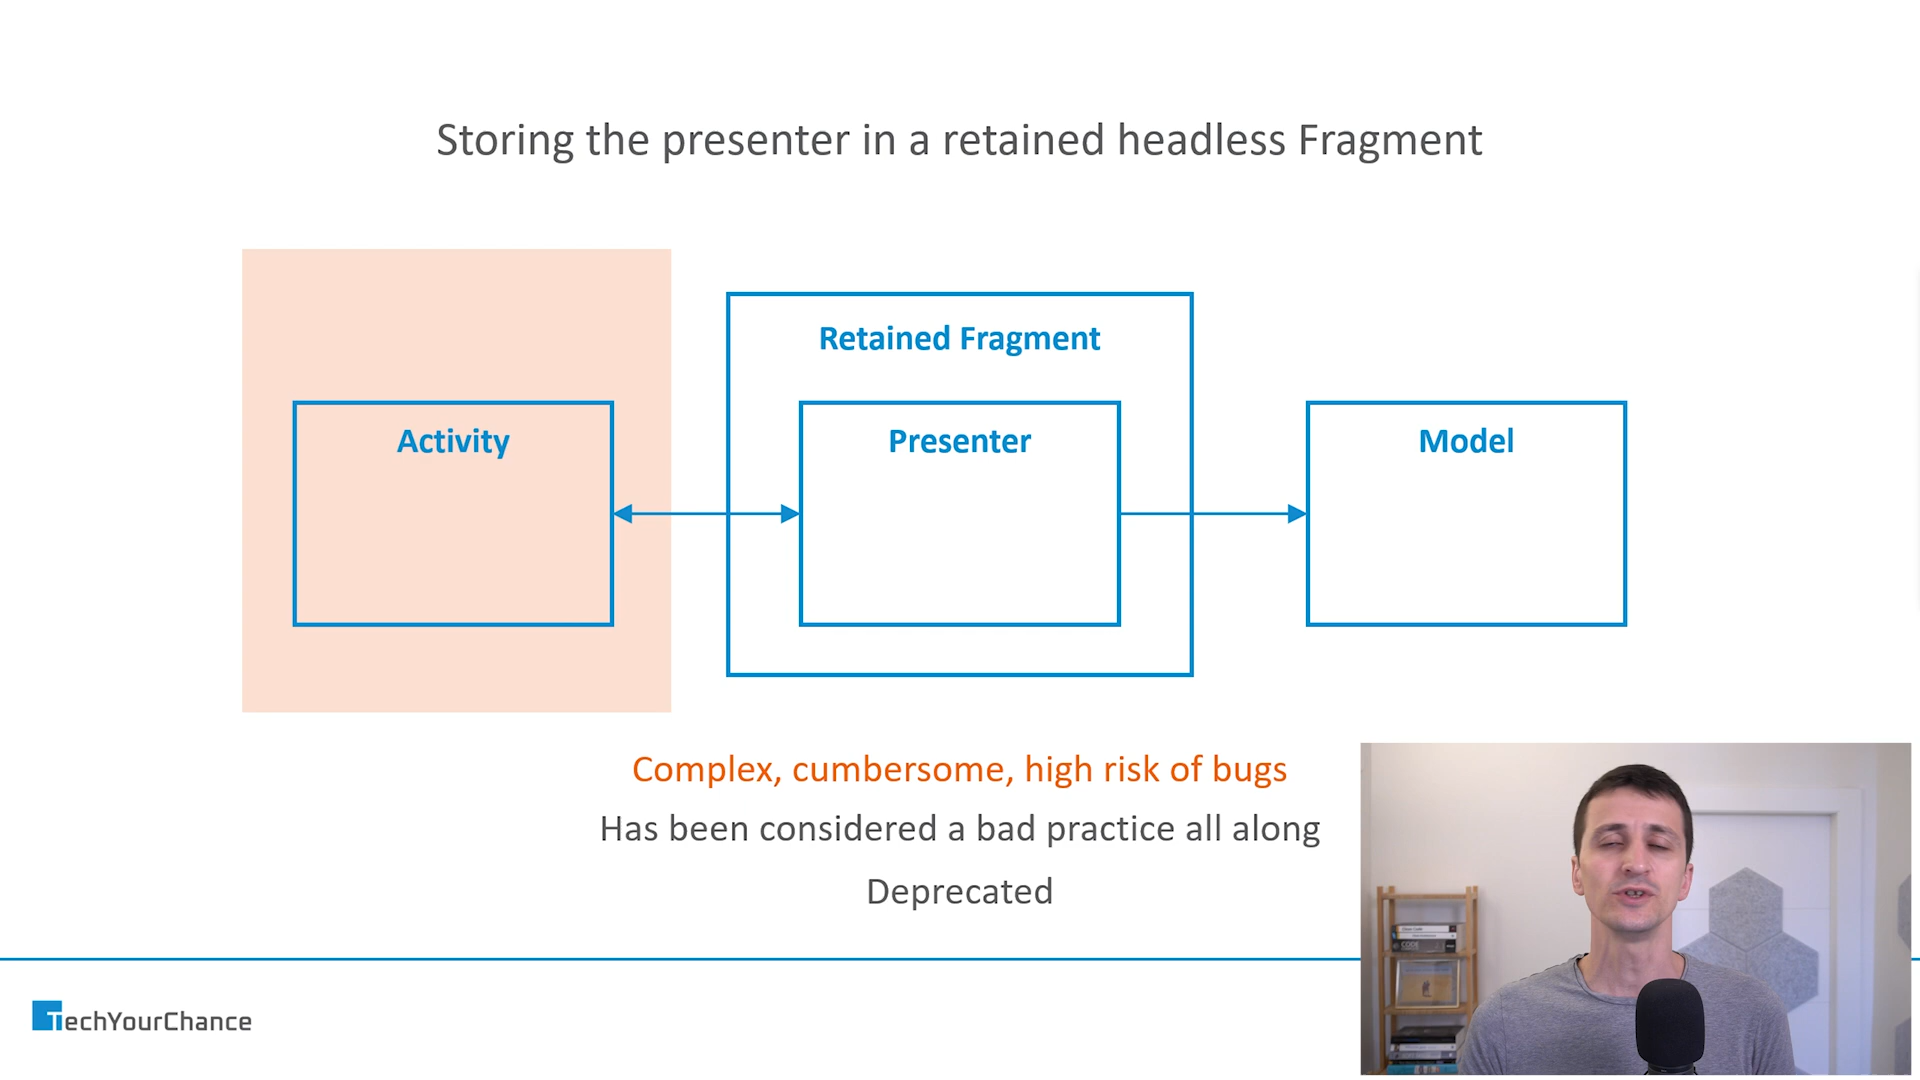 Storing the presenter in a retained headless Fragment
Retained Fragment
Activity
Presenter
Model
Complex, cumbersome, high risk of bugs
Has been considered a bad practice all along
Deprecated
TechYourChance